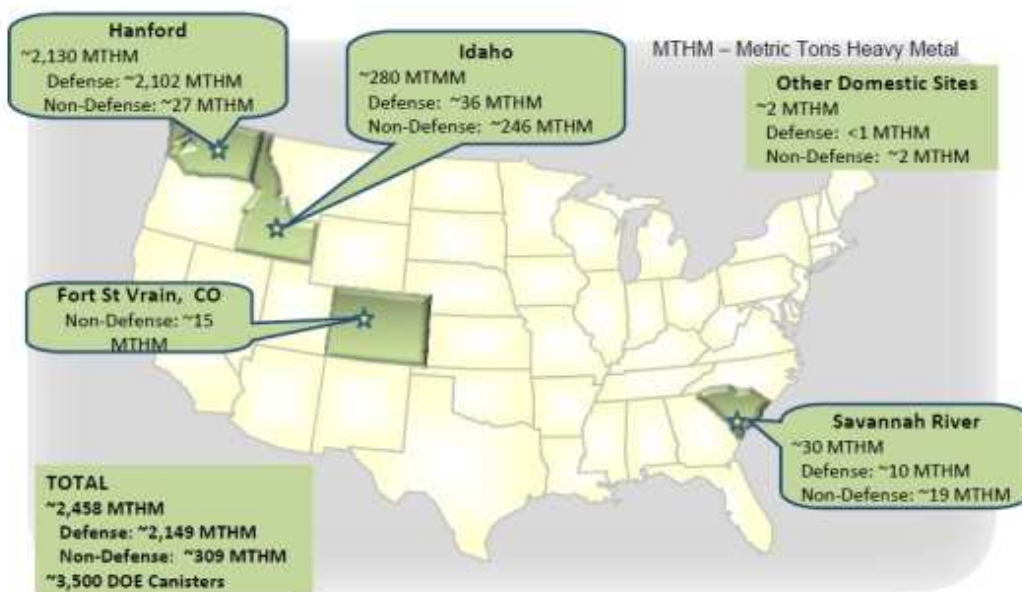 Hanford
~2,130 MTHM
Defense: ~2,102 MTHM
Non-Defense: ~27 MTHM
Idaho
~280 MTMM
Defense: ~36 MTHM
Non-Defense: ~246 MTHM
MTHM – Metric Tons Heavy Metal
Other Domestic Sites
~2 MTHM
Defense: <1 MTHM
Non-Defense: ~2 MTHM
Fort St Vrain, CO
Non-Defense: ~15
MTHM
Savannah River
~30 MTHM
Defense: ~10 MTHM
Non-Defense: ~19 MTHM
TOTAL
~2,458 MTHM
Defense: ~2,149 MTHM
Non-Defense: ~309 MTHM
~3,500 DOE Canisters